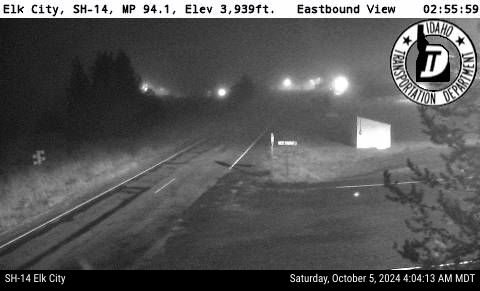 Elk City, SH-14, MP 94.1, Elev 3,939ft. Eastbound View 02:55:59
IDAHO
TRANSPORTATION DEPARTMENT
SH-14 Elk City Saturday, October 5, 2024 4:04:13 AM MDT